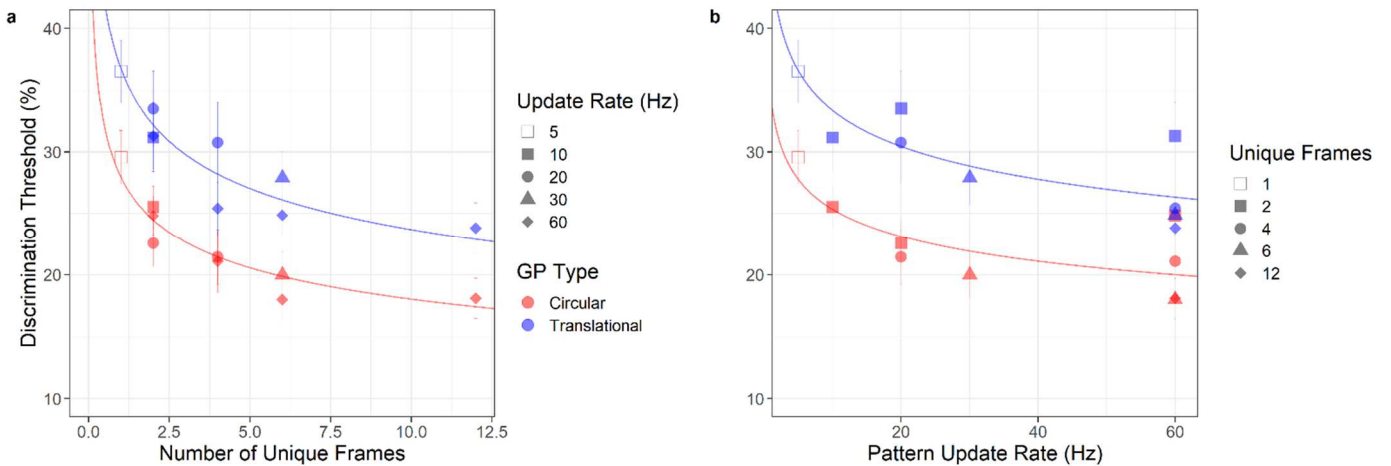 a
40
30
20
10
Discrimination Threshold (%)
0.0 2.5 5.0 7.5 10.0 12.5
Number of Unique Frames
Update Rate (Hz)
5
10
20
30
60
GP Type
Circular
Translational
b
40
30
20
10
20 40 60
Pattern Update Rate (Hz)
Unique Frames
1
2
4
6
12